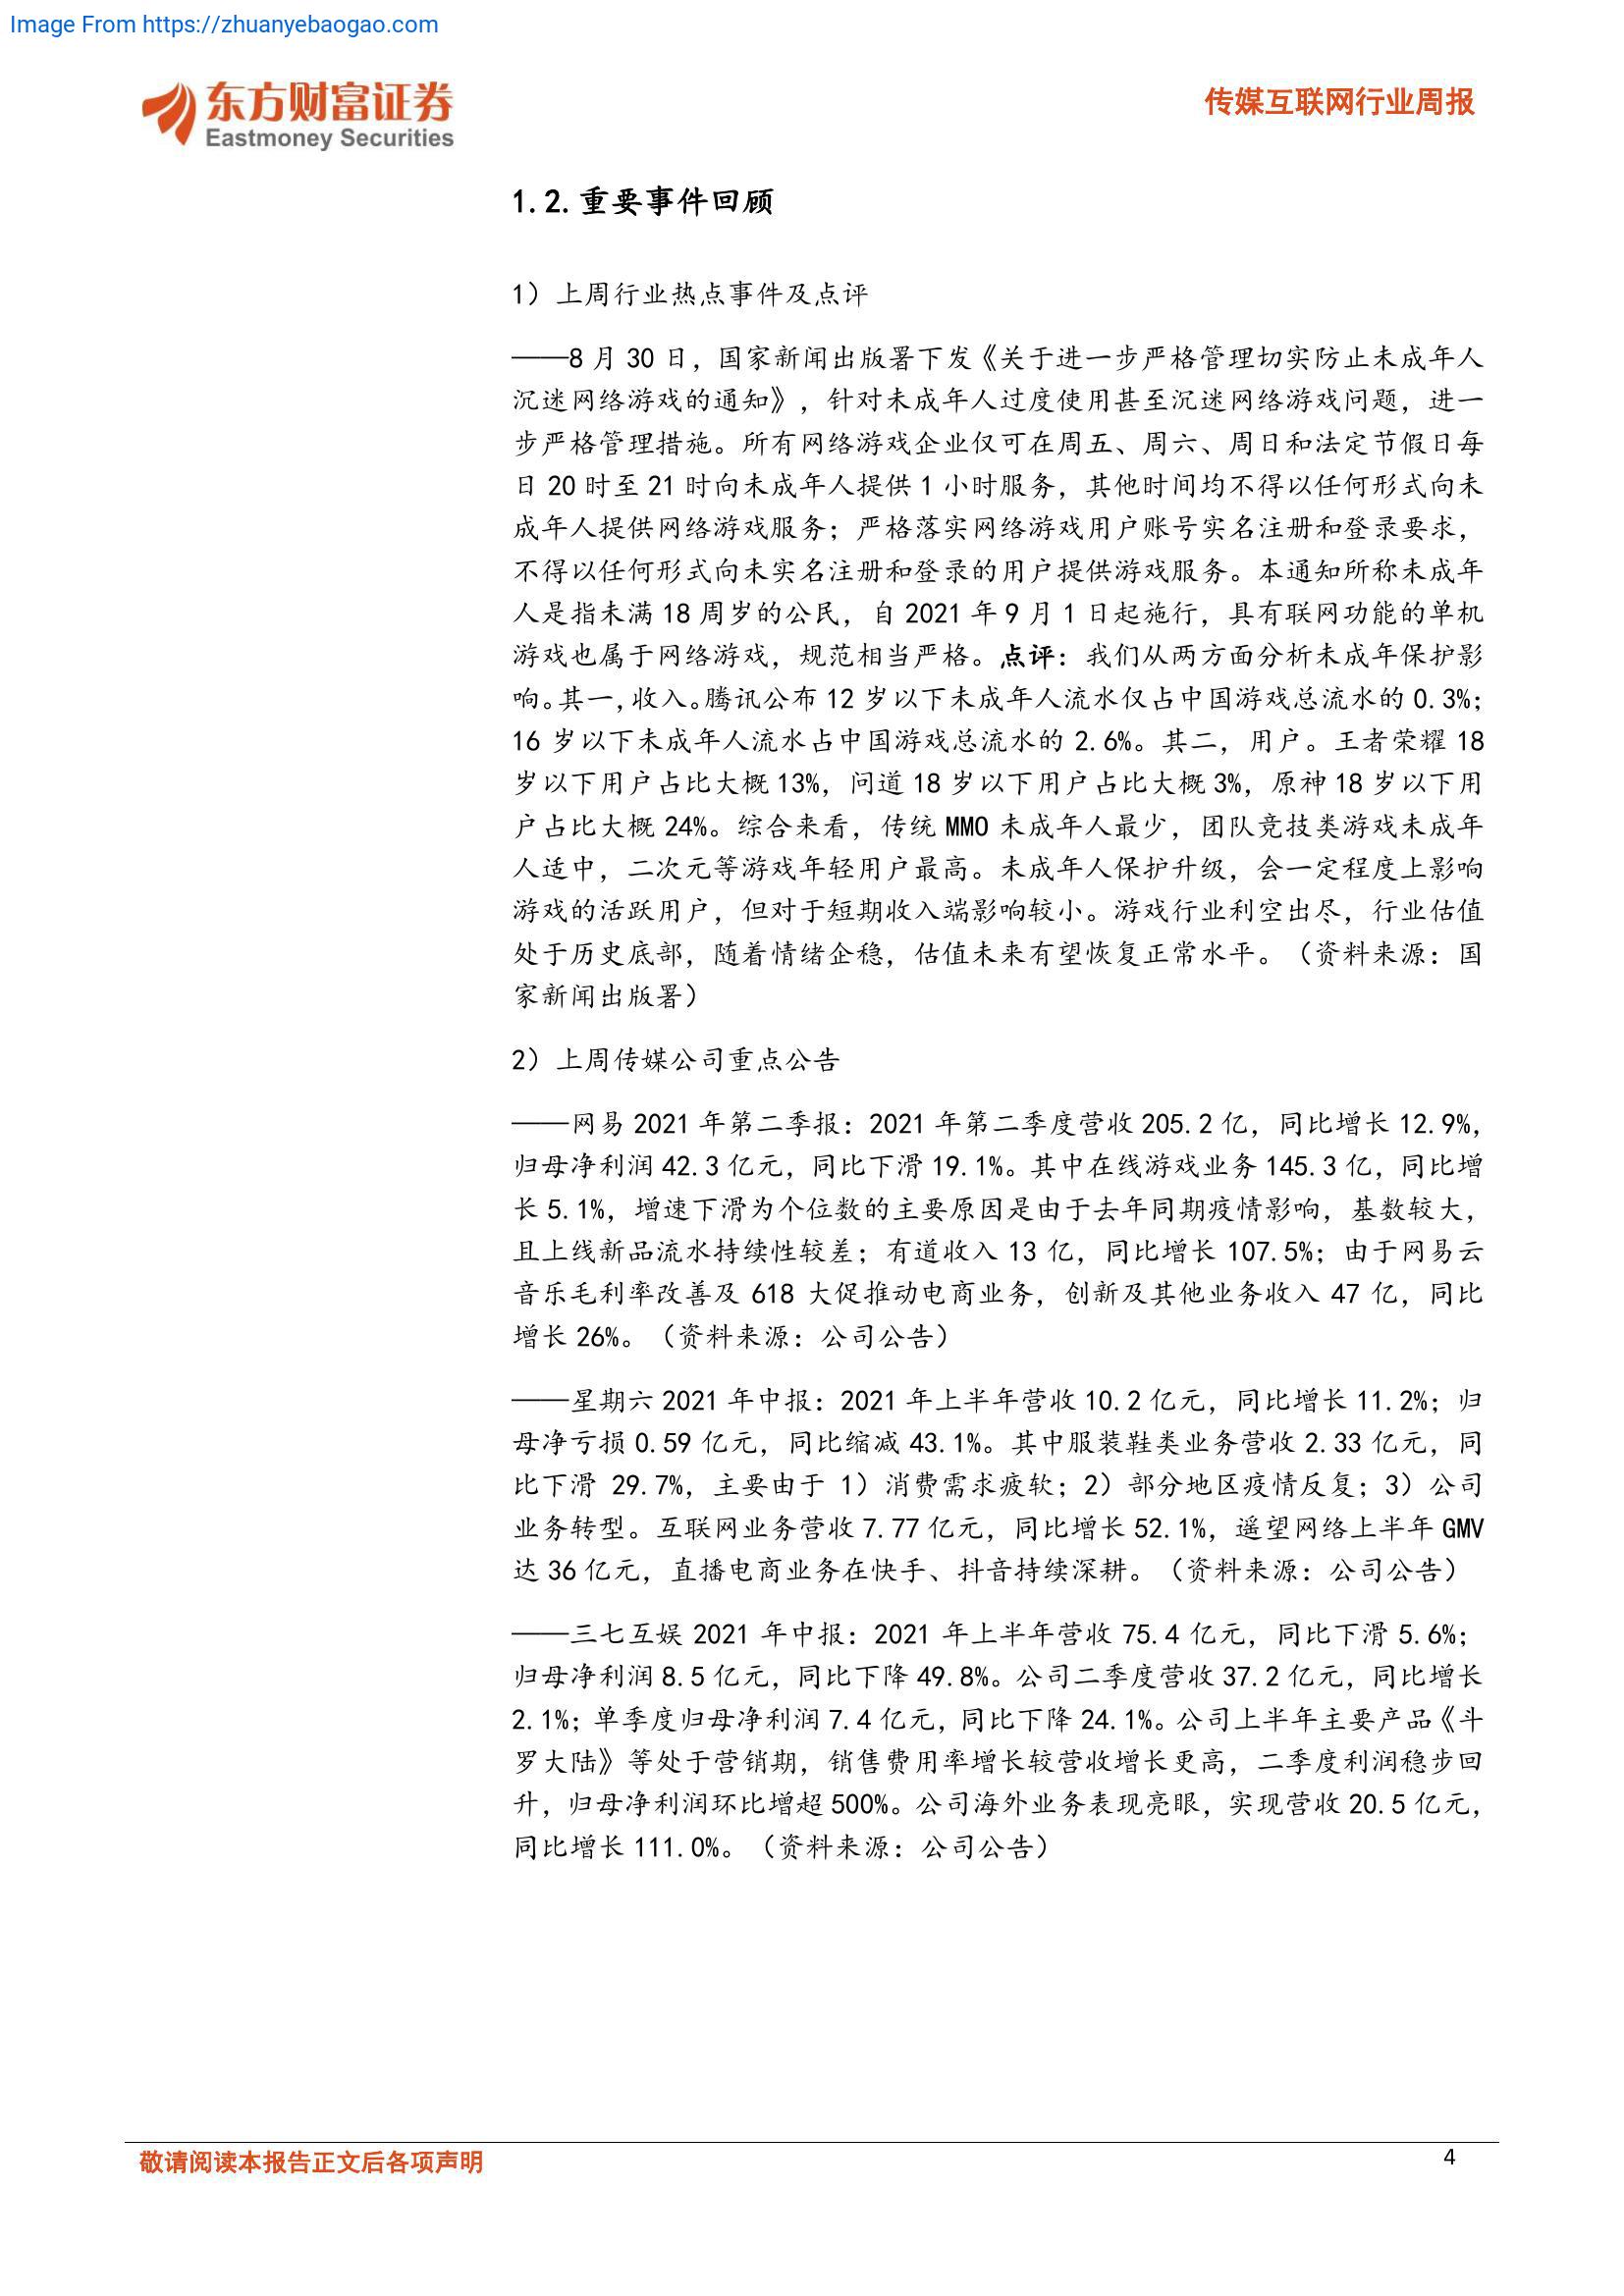 Image From https://zhuanyebaogao.com
东方财富证券
Eastmoney Securities
传媒互联网行业周报
1.2.重要事件回顾
1）上周行业热点事件及点评
——8 月 30 日，国家新闻出版署下发《关于进一步严格管理切实防止未成年人
沉迷网络游戏的通知》，针对未成年人过度使用甚至沉迷网络游戏问题，进一
步严格管理措施。所有网络游戏企业仅可在周五、周六、周日和法定节假日每
日 20 时至 21 时向未成年人提供 1 小时服务，其他时间均不得以任何形式向未
成年人提供网络游戏服务；严格落实网络游戏用户账号实名注册和登录要求，
不得以任何形式向未实名注册和登录的用户提供游戏服务。本通知所称未成年
人是指未满 18 周岁的公民，自 2021 年 9 月 1 日起施行，具有联网功能的单机
游戏也属于网络游戏，规范相当严格。点评：我们从两方面分析未成年保护影
响。其一，收入。腾讯公布 12 岁以下未成年人流水仅占中国游戏总流水的 0.3%；
16 岁以下未成年人流水占中国游戏总流水的 2.6%。其二，用户。王者荣耀 18
岁以下用户占比大概 13%，问道 18 岁以下用户占比大概 3%，原神 18 岁以下用
户占比大概 24%。综合来看，传统 MMO 未成年人最少，团队竞技类游戏未成年
人适中，二次元等游戏年轻用户最高。未成年人保护升级，会一定程度上影响
游戏的活跃用户，但对于短期收入端影响较小。游戏行业利空出尽，行业估值
处于历史底部，随着情绪企稳，估值未来有望恢复正常水平。（资料来源：国
家新闻出版署）
2）上周传媒公司重点公告
——网易 2021 年第二季报：2021 年第二季度营收 205.2 亿，同比增长 12.9%，
归母净利润 42.3 亿元，同比下滑 19.1%。其中在线游戏业务 145.3 亿，同比增
长 5.1%，增速下滑为个位数的主要原因是由于去年同期疫情影响，基数较大，
且上线新品流水持续性较差；有道收入 13 亿，同比增长 107.5%；由于网易云
音乐毛利率改善及 618 大促推动电商业务，创新及其他业务收入 47 亿，同比
增长 26%。（资料来源：公司公告）
——星期六 2021 年中报：2021 年上半年营收 10.2 亿元，同比增长 11.2%；归
母净亏损 0.59 亿元，同比缩减 43.1%。其中服装鞋类业务营收 2.33 亿元，同
比下滑 29.7%，主要由于 1）消费需求疲软；2）部分地区疫情反复；3）公司
业务转型。互联网业务营收 7.77 亿元，同比增长 52.1%，遥望网络上半年 GMV
达 36 亿元，直播电商业务在快手、抖音持续深耕。（资料来源：公司公告）
——三七互娱 2021 年中报：2021 年上半年营收 75.4 亿元，同比下滑 5.6%；
归母净利润 8.5 亿元，同比下降 49.8%。公司二季度营收 37.2 亿元，同比增长
2.1%；单季度归母净利润 7.4 亿元，同比下降 24.1%。公司上半年主要产品《斗
罗大陆》等处于营销期，销售费用率增长较营收增长更高，二季度利润稳步回
升，归母净利润环比增超 500%。公司海外业务表现亮眼，实现营收 20.5 亿元，
同比增长 111.0%。（资料来源：公司公告）
敬请阅读本报告正文后各项声明
4